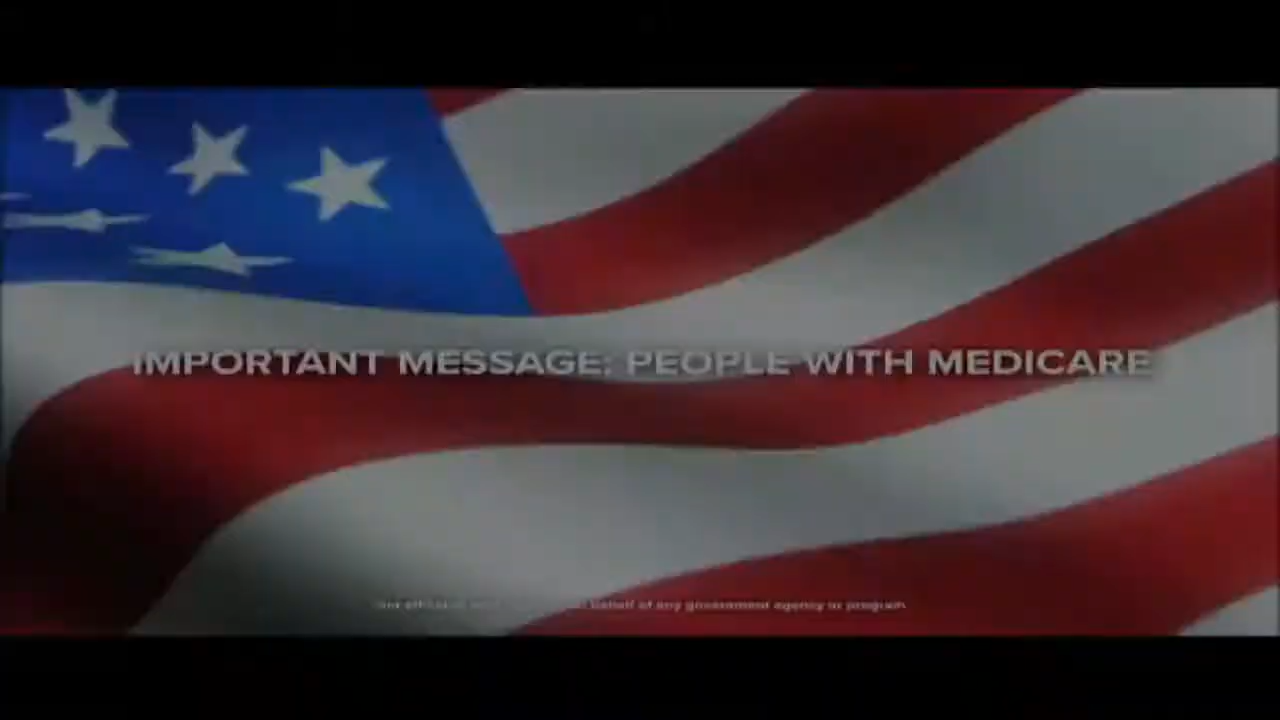 IMPORTANT MESSAGE: PEOPLE WITH MEDICARE
behalf of any government agency or program